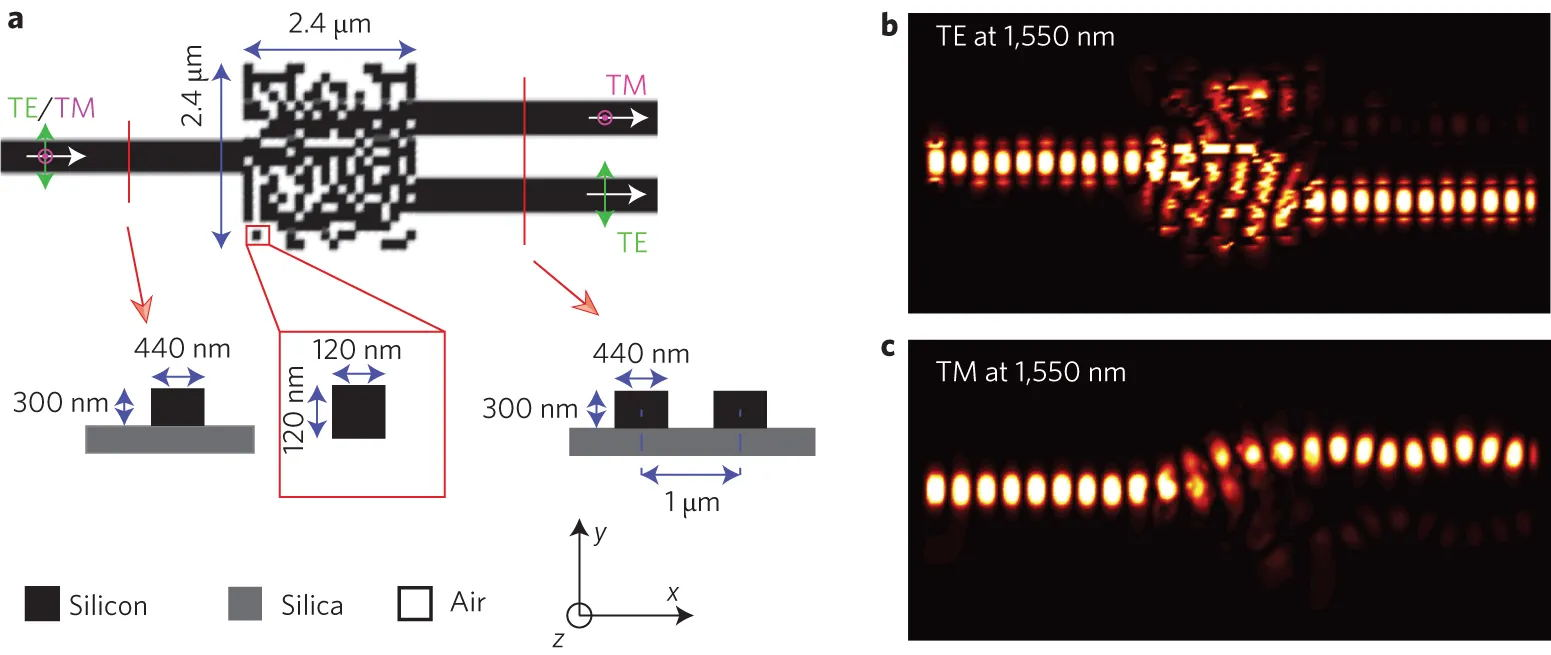 a
2.4 µm
2.4 µm
TE/TM
TM
TE
440 nm
300 nm
120 nm
120 nm
440 nm
300 nm
1 µm
y
x
z
Silicon
Silica
Air
b
TE at 1,550 nm
c
TM at 1,550 nm